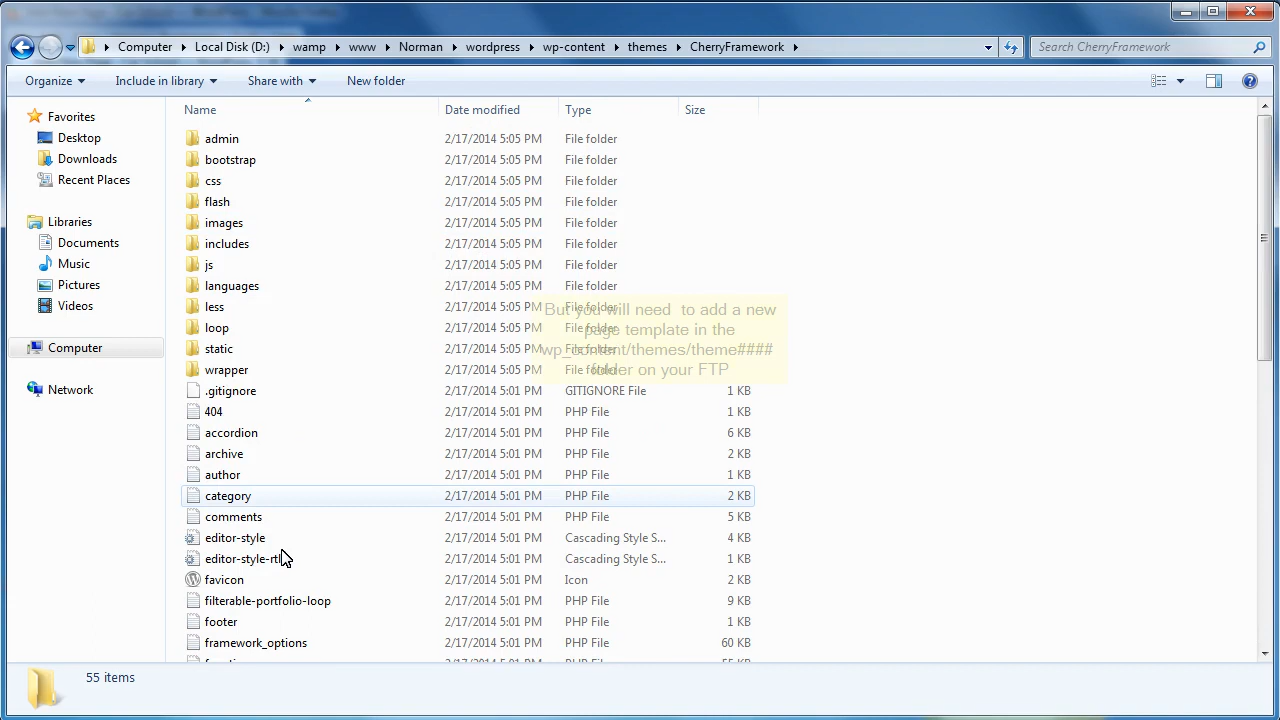 Computer Local Disk (D:) wamp www Norman wordpress wp-content themes CherryFramework
Search CherryFramework
Organize Include in library Share with New folder
Name Date modified Type Size
Favorites
Desktop
Downloads
Recent Places
Libraries
Documents
Music
Pictures
Videos
Computer
Network
admin 2/17/2014 5:05 PM File folder
bootstrap 2/17/2014 5:05 PM File folder
css 2/17/2014 5:05 PM File folder
flash 2/17/2014 5:05 PM File folder
images 2/17/2014 5:05 PM File folder
includes 2/17/2014 5:05 PM File folder
js 2/17/2014 5:05 PM File folder
languages 2/17/2014 5:05 PM File folder
less 2/17/2014 5:05 PM File folder
loop 2/17/2014 5:05 PM File folder
static 2/17/2014 5:05 PM File folder
wrapper 2/17/2014 5:05 PM File folder
But you will need to add a new
page template in the
wp_content/themes/theme####
folder on your FTP
.gitignore 2/17/2014 5:01 PM GITIGNORE File 1 KB
404 2/17/2014 5:01 PM PHP File 1 KB
accordion 2/17/2014 5:01 PM PHP File 6 KB
archive 2/17/2014 5:01 PM PHP File 2 KB
author 2/17/2014 5:01 PM PHP File 1 KB
category 2/17/2014 5:01 PM PHP File 2 KB
comments 2/17/2014 5:01 PM PHP File 5 KB
editor-style 2/17/2014 5:01 PM Cascading Style S... 4 KB
editor-style-rtl 2/17/2014 5:01 PM Cascading Style S... 1 KB
favicon 2/17/2014 5:01 PM Icon 2 KB
filterable-portfolio-loop 2/17/2014 5:01 PM PHP File 9 KB
footer 2/17/2014 5:01 PM PHP File 1 KB
framework_options 2/17/2014 5:01 PM PHP File 60 KB
55 items